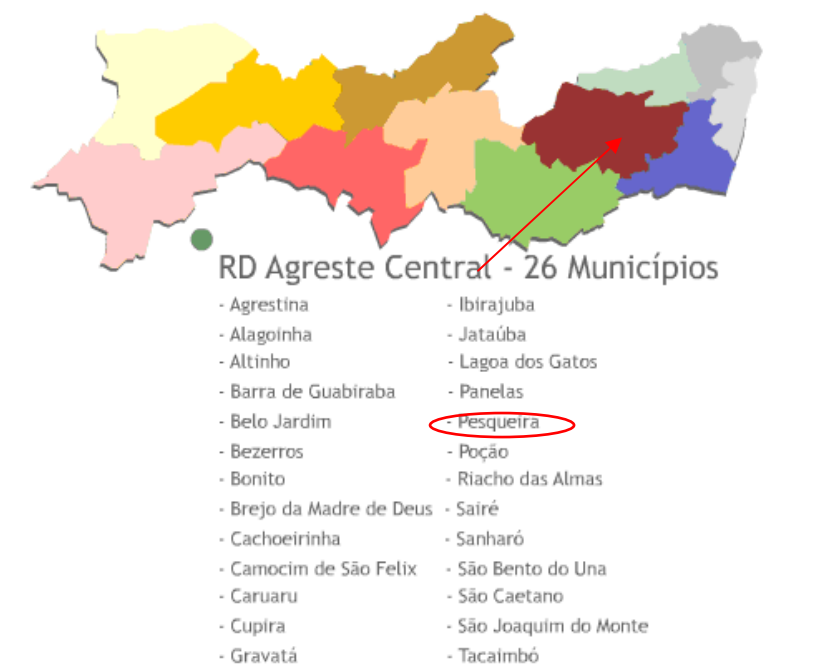 RD Agreste Central - 26 Municípios
- Agrestina
- Alagoinha
- Altinho
- Barra de Guabiraba
- Belo Jardim
- Bezerros
- Bonito
- Brejo da Madre de Deus
- Cachoeirinha
- Camocim de São Felix
- Caruaru
- Cupira
- Gravatá
- Ibirajuba
- Jataúba
- Lagoa dos Gatos
- Panelas
- Pesqueira
- Poção
- Riacho das Almas
- Sairé
- Sanharó
- São Bento do Una
- São Caetano
- São Joaquim do Monte
- Tacaimbó